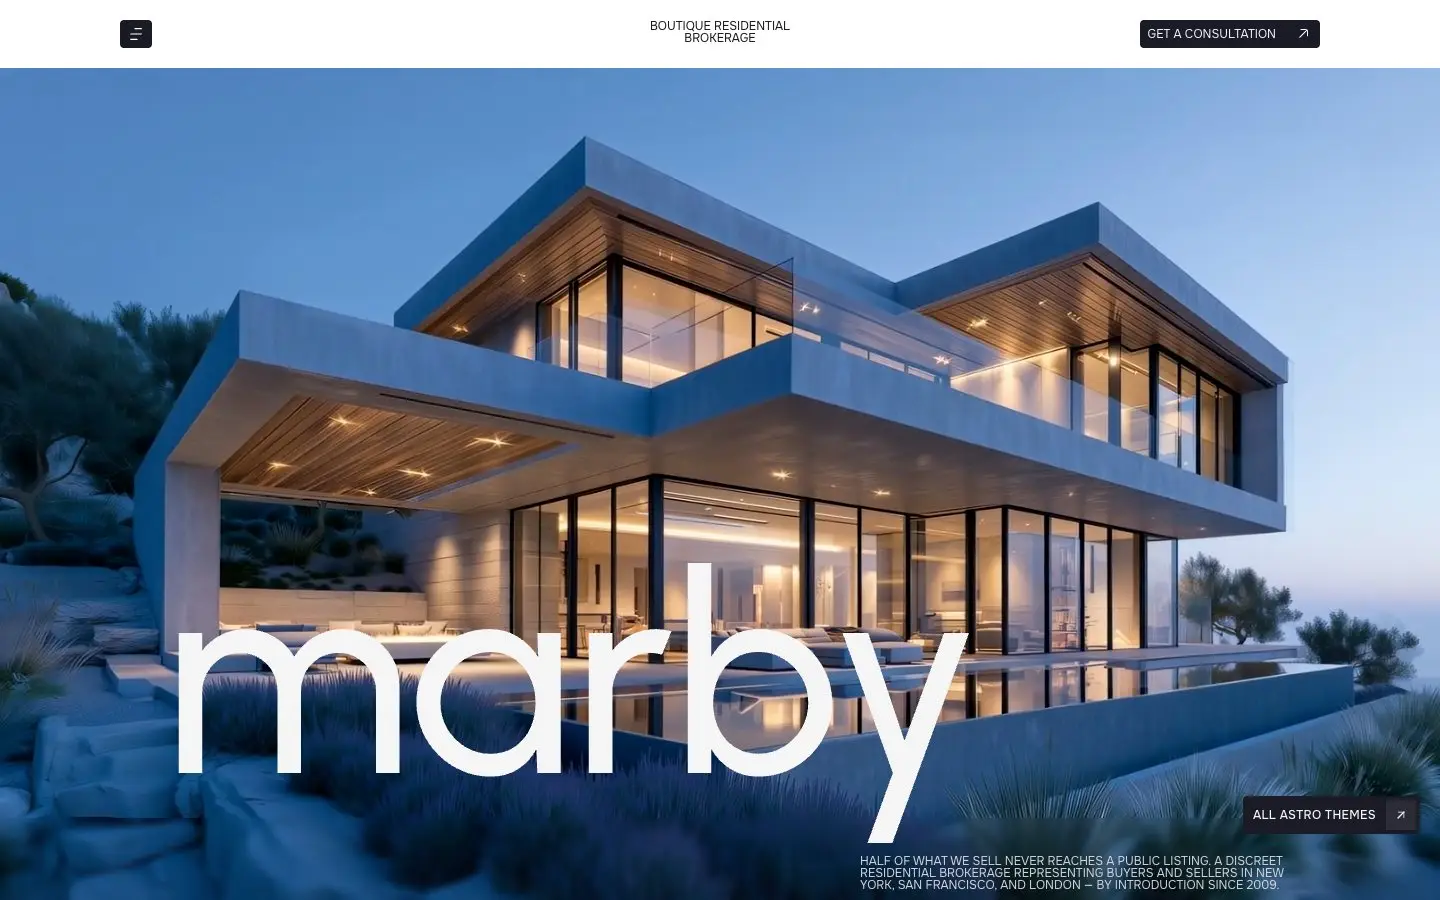 BOUTIQUE RESIDENTIAL
BROKERAGE
GET A CONSULTATION
marby
ALL ASTRO THEMES
HALF OF WHAT WE SELL NEVER REACHES A PUBLIC LISTING. A DISCREET
RESIDENTIAL BROKERAGE REPRESENTING BUYERS AND SELLERS IN NEW
YORK, SAN FRANCISCO, AND LONDON — BY INTRODUCTION SINCE 2009.